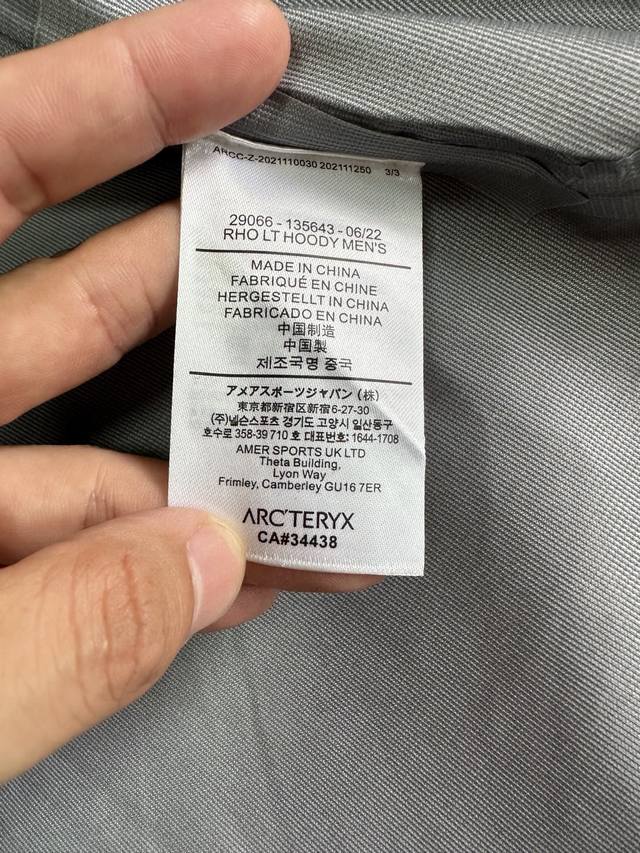 ARCC-Z-2021110030 202111250 3/3
29066 - 135643 - 06/22
RHO LT HOODY MEN'S
MADE IN CHINA
FABRIQUÉ EN CHINE
HERGESTELLT IN CHINA
FABRICADO EN CHINA
中国制造
中国製
제조국명 중국
アメアスポーツジャパン (株)
東京都新宿区新宿6-27-30
(주)넬슨스포츠 경기도 고양시 일산동구
호수로 358-39 710 호 대표번호: 1644-1708
AMER SPORTS UK LTD
Theta Building,
Lyon Way
Frimley, Camberley GU16 7ER
ARC'TERYX
CA#34438